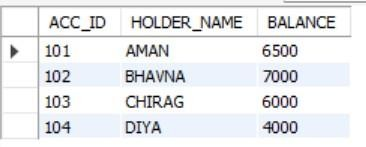 ACC_ID HOLDER_NAME BALANCE
101 AMAN 6500
102 BHAVNA 7000
103 CHIRAG 6000
104 DIYA 4000